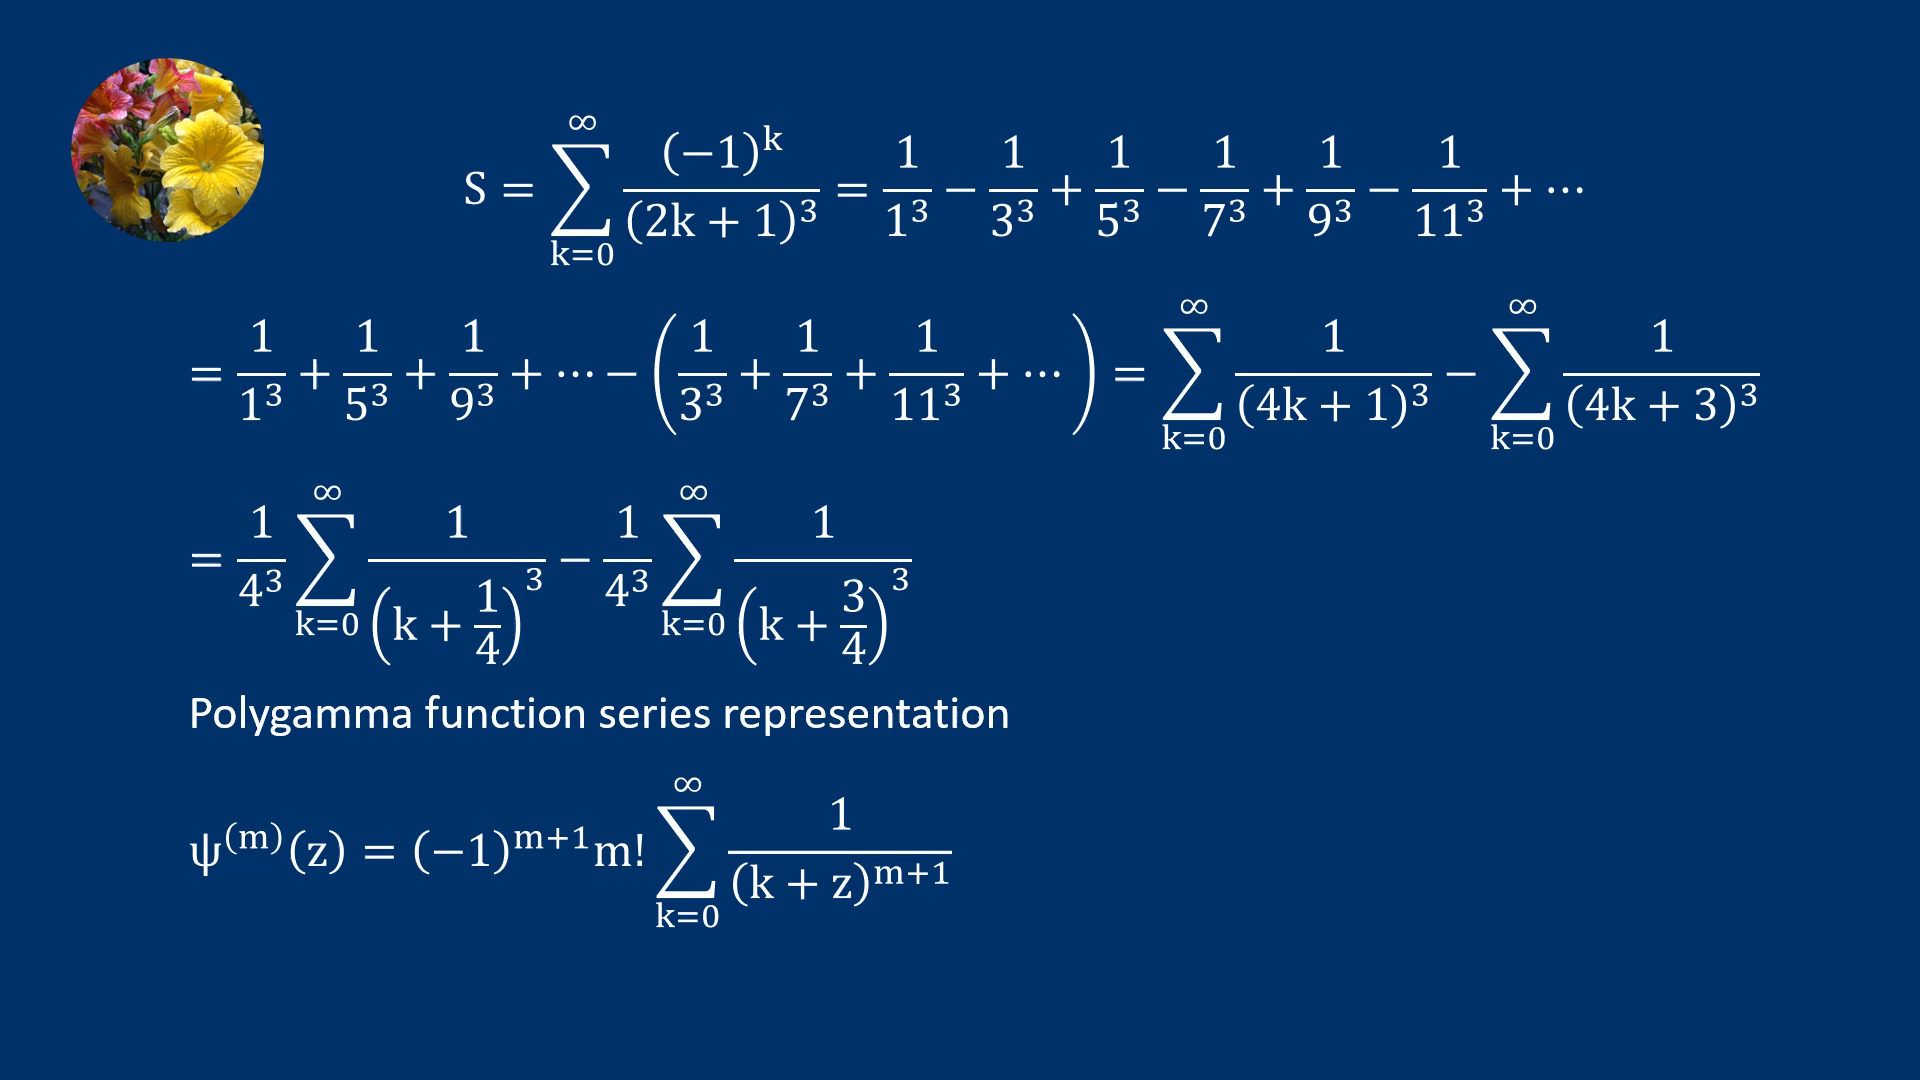 S = ∑_{k=0}^{∞} (−1)^k / (2k + 1)^3 = 1/1^3 − 1/3^3 + 1/5^3 − 1/7^3 + 1/9^3 − 1/11^3 + ⋯
= 1/1^3 + 1/5^3 + 1/9^3 + ⋯ − (1/3^3 + 1/7^3 + 1/11^3 + ⋯) = ∑_{k=0}^{∞} 1/(4k + 1)^3 − ∑_{k=0}^{∞} 1/(4k + 3)^3
= 1/4^3 ∑_{k=0}^{∞} 1/(k + 1/4)^3 − 1/4^3 ∑_{k=0}^{∞} 1/(k + 3/4)^3
Polygamma function series representation
ψ^{(m)}(z) = (−1)^{m+1} m! ∑_{k=0}^{∞} 1/(k + z)^{m+1}